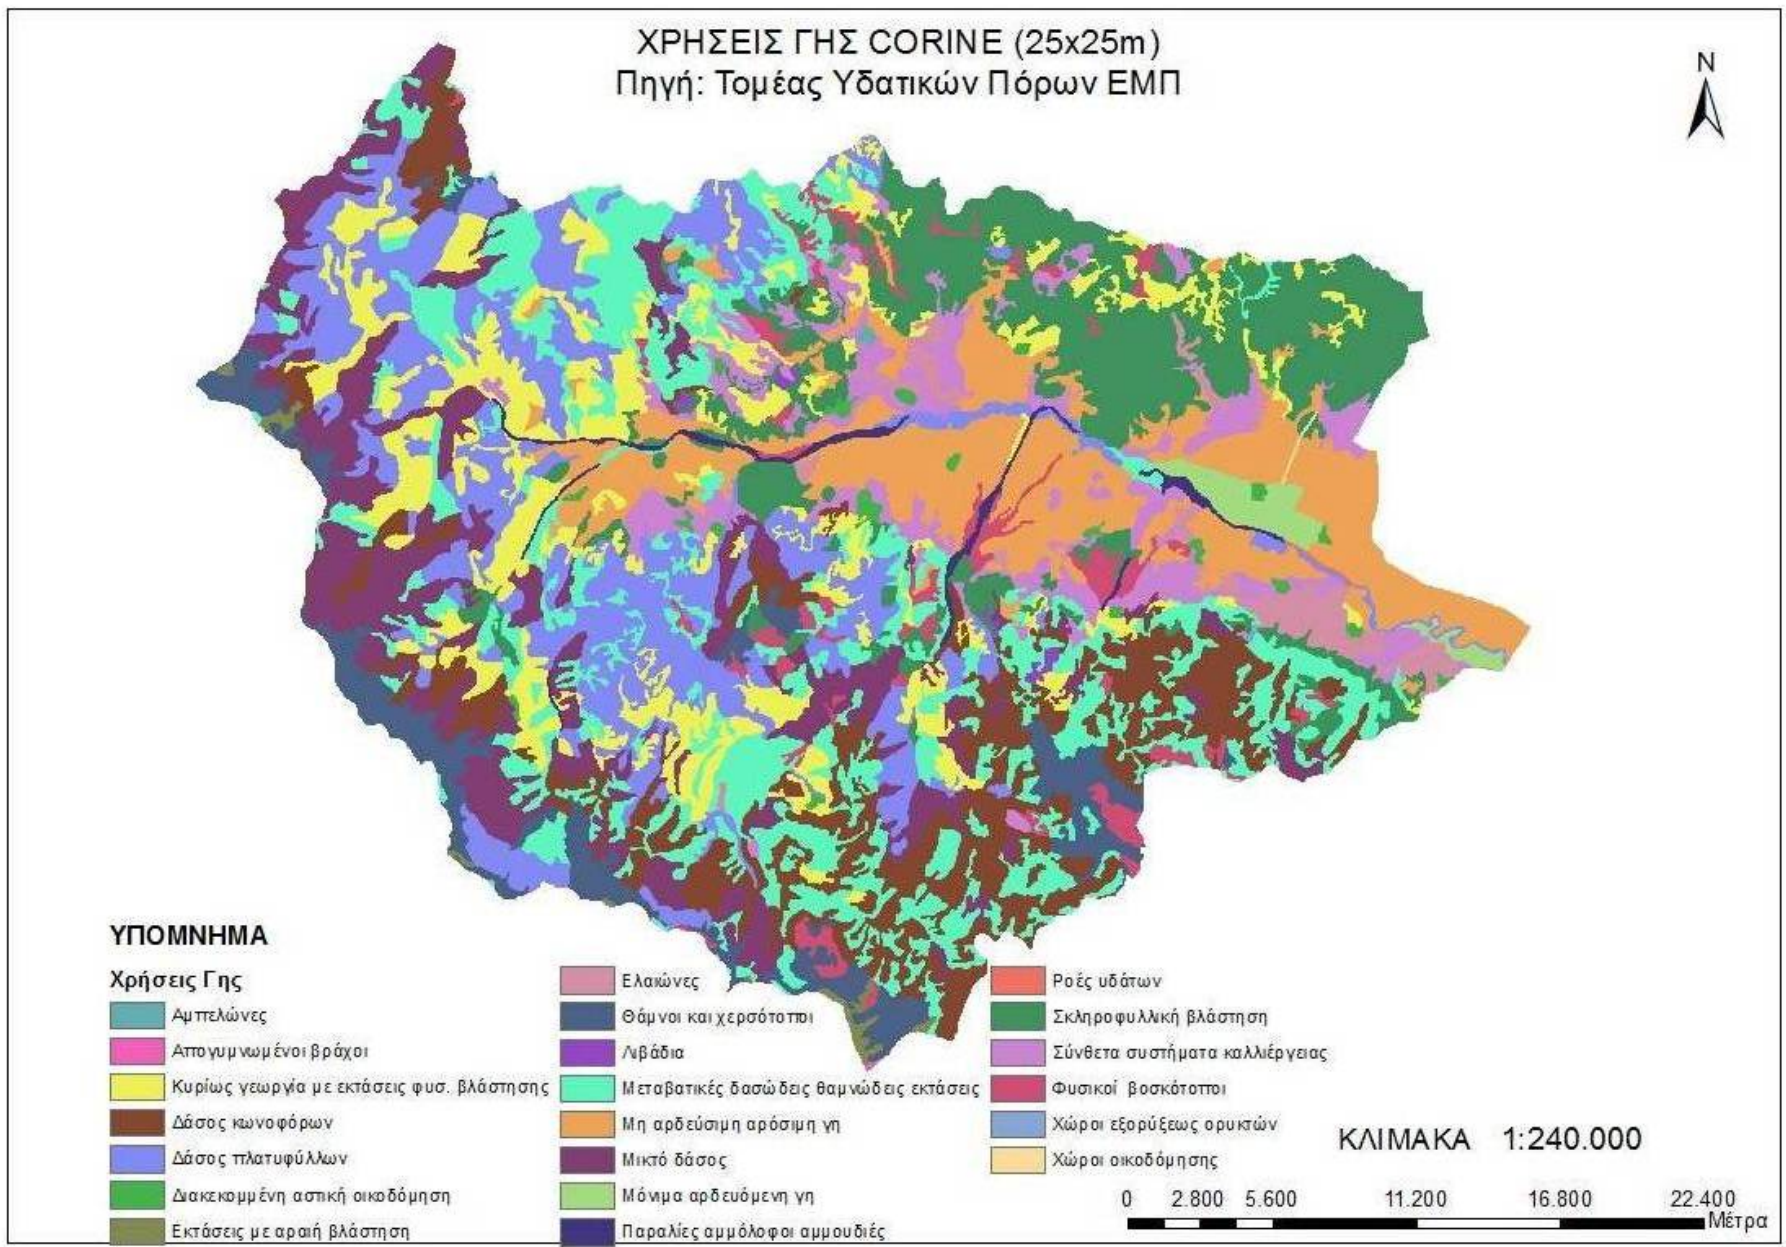 ΧΡΗΣΕΙΣ ΓΗΣ CORINE (25x25m)
Πηγή: Τομέας Υδατικών Πόρων ΕΜΠ
N
ΥΠΟΜΝΗΜΑ
Χρήσεις Γης
Αμπελώνες
Απογυμνωμένοι βράχοι
Κυρίως γεωργία με εκτάσεις φυσ. βλάστησης
Δάσος κωνοφόρων
Δάσος πλατυφύλλων
Διακεκομμένη αστική οικοδόμηση
Εκτάσεις με αραιή βλάστηση
Ελαιώνες
Θάμνοι και χερσότοποι
Λιβάδια
Μεταβατικές δασώδεις θαμνώδεις εκτάσεις
Μη αρδεύσιμη αρόσιμη γη
Μικτό δάσος
Μόνιμα αρδευόμενη γη
Παραλίες αμμόλοφοι αμμουδιές
Ροές υδάτων
Σκληροφυλλική βλάστηση
Σύνθετα συστήματα καλλιέργειας
Φυσικοί βοσκότοποι
Χώροι εξορύξεως ορυκτών
Χώροι οικοδόμησης
ΚΛΙΜΑΚΑ 1:240.000
0 2.800 5.600 11.200 16.800 22.400
Μέτρα